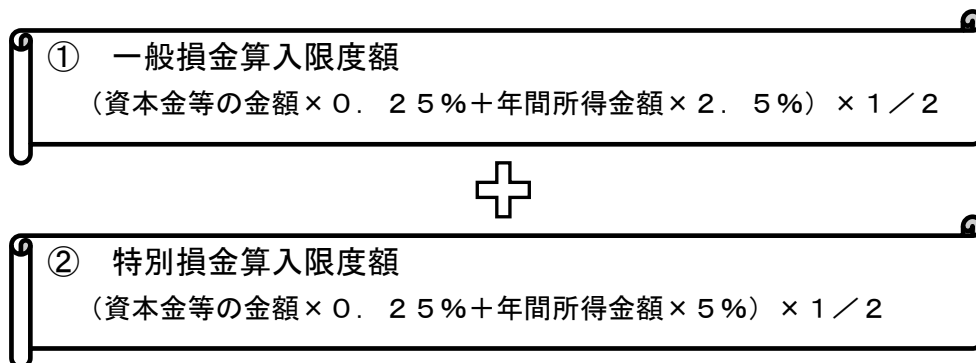 ①　一般損金算入限度額
（資本金等の金額×０．２５％＋年間所得金額×２．５％）×１／２
②　特別損金算入限度額
（資本金等の金額×０．２５％＋年間所得金額×５％）×１／２